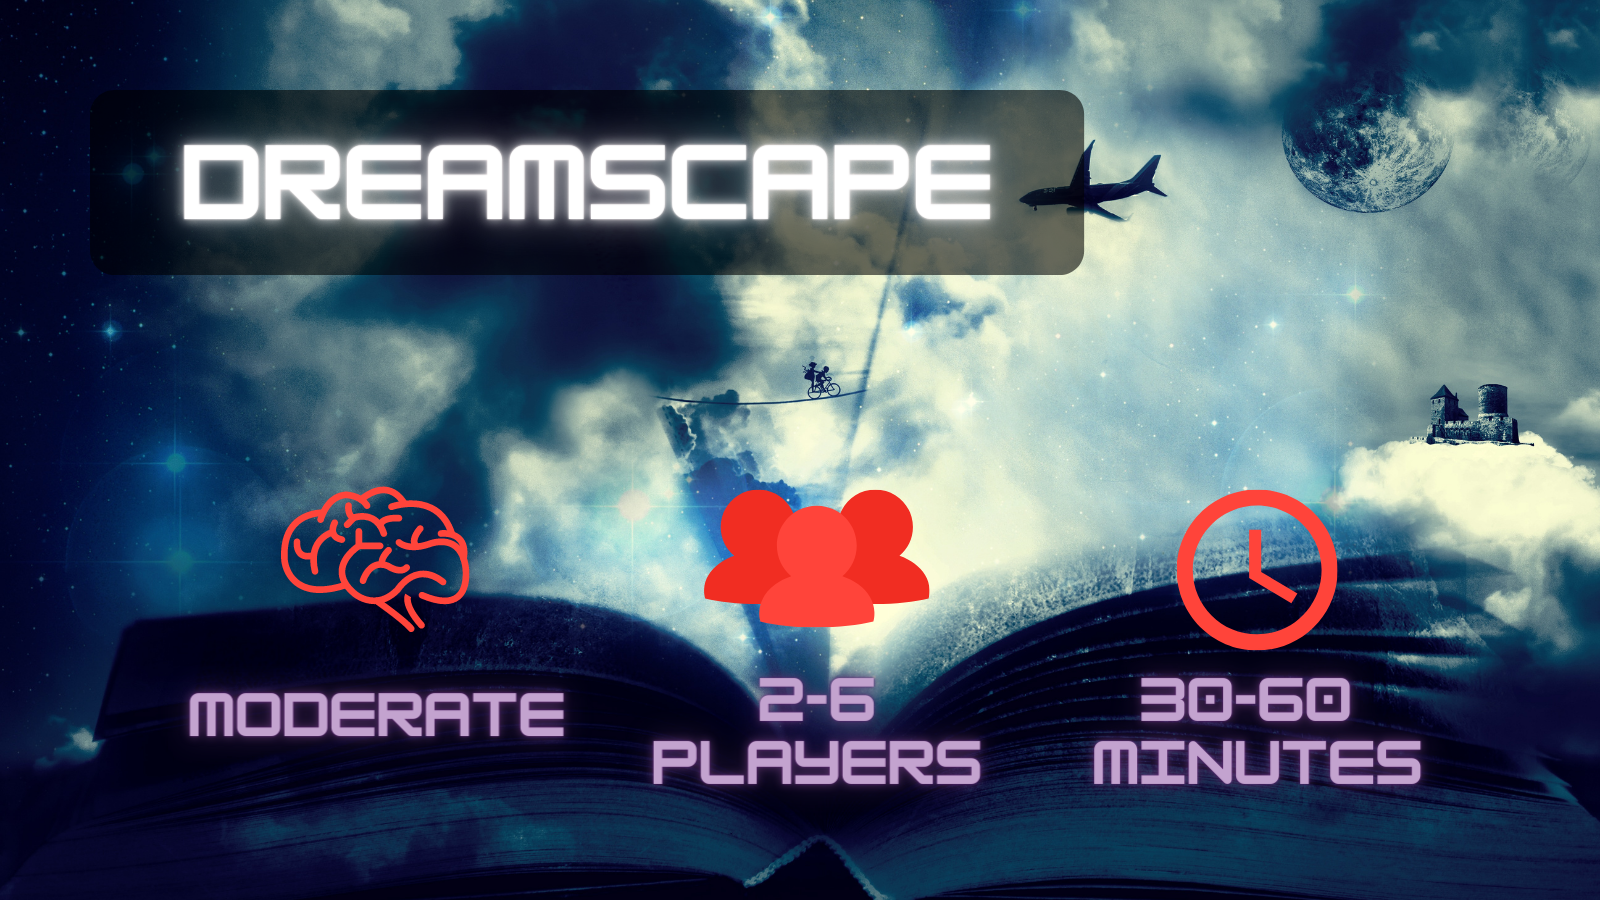 DREAMSCAPE
MODERATE
2-6
PLAYERS
30-60
MINUTES